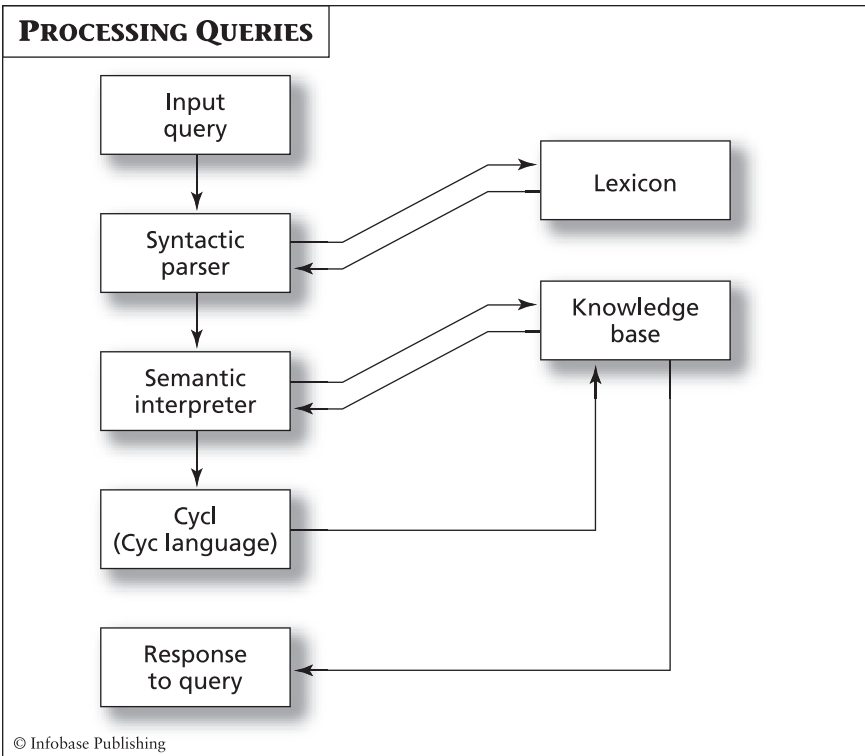 PROCESSING QUERIES
Input
query
Lexicon
Syntactic
parser
Knowledge
base
Semantic
interpreter
Cycl
(Cyc language)
Response
to query
© Infobase Publishing